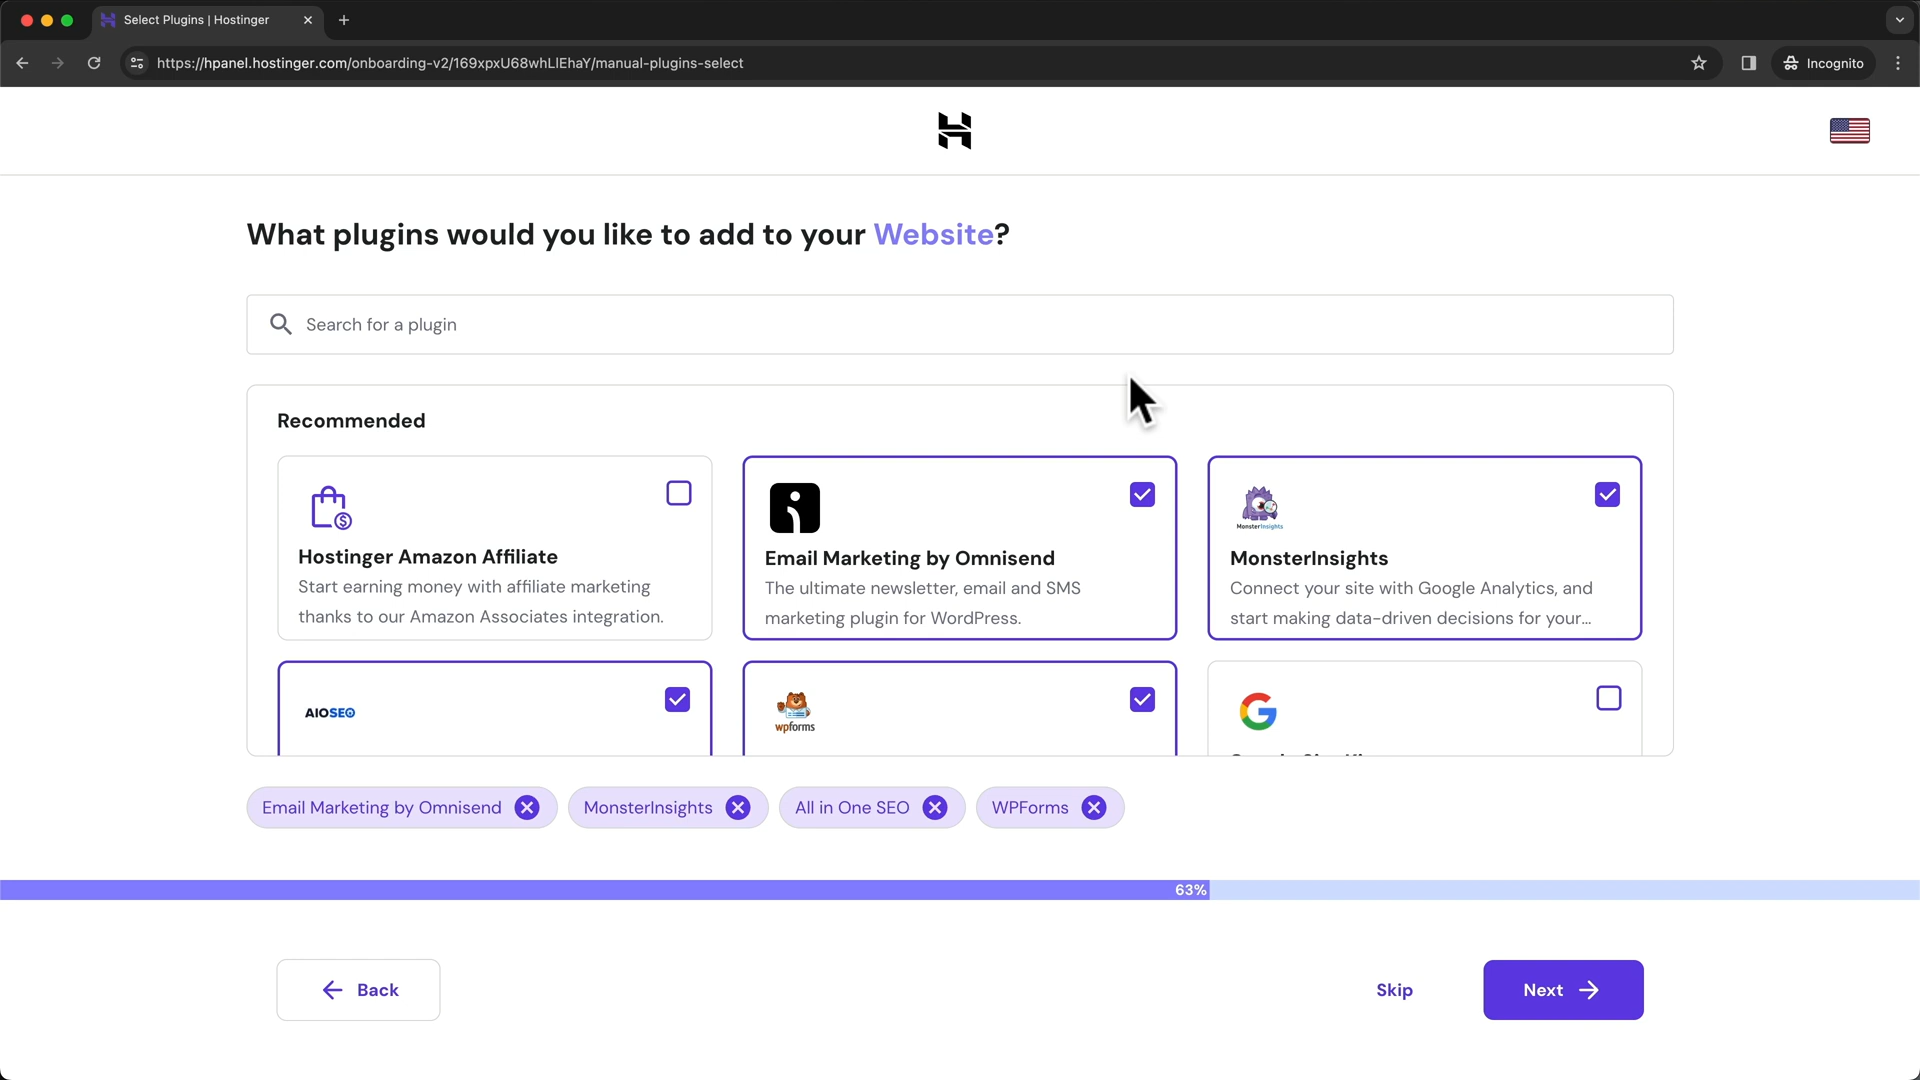 Select Plugins | Hostinger
https://hpanel.hostinger.com/onboarding-v2/169xpxU68whLlEhaY/manual-plugins-select
Incognito
What plugins would you like to add to your Website?
Search for a plugin
Recommended
Hostinger Amazon Affiliate
Start earning money with affiliate marketing
thanks to our Amazon Associates integration.
Email Marketing by Omnisend
The ultimate newsletter, email and SMS
marketing plugin for WordPress.
MonsterInsights
MonsterInsights
Connect your site with Google Analytics, and
start making data-driven decisions for your...
AIOSEO
wpforms
Email Marketing by Omnisend
MonsterInsights
All in One SEO
WPForms
63%
Back
Skip
Next